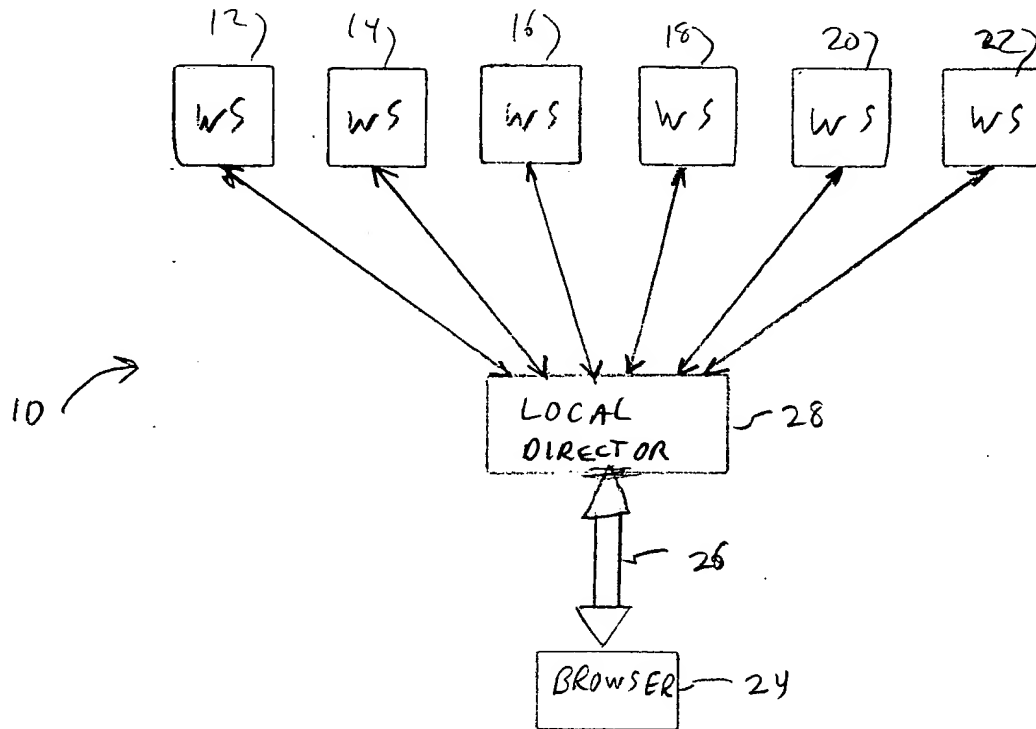 12 14 16 18 20 22
WS WS WS WS WS WS
10
LOCAL
DIRECTOR
28
26
BROWSER
24